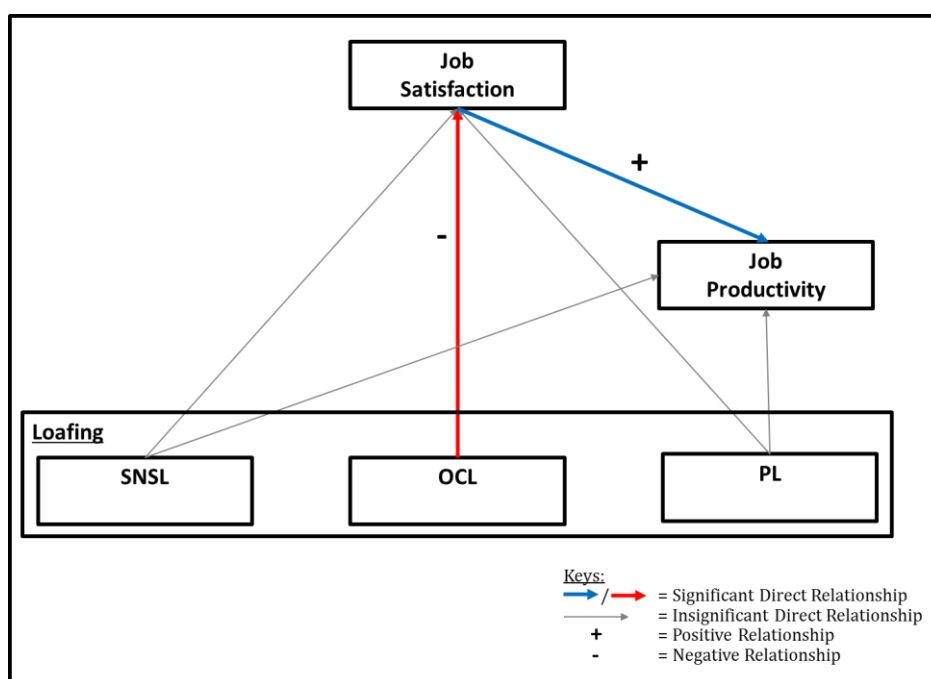 Job
Satisfaction
+
-
Job
Productivity
Loafing
SNSL
OCL
PL
Keys:
/ = Significant Direct Relationship
= Insignificant Direct Relationship
+ = Positive Relationship
- = Negative Relationship